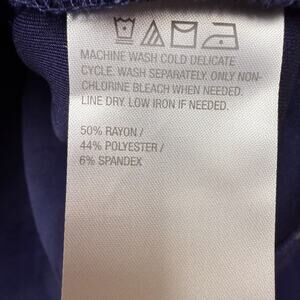 MACHINE WASH COLD DELICATE
CYCLE. WASH SEPARATELY. ONLY NON-
CHLORINE BLEACH WHEN NEEDED.
LINE DRY. LOW IRON IF NEEDED.
50% RAYON /
44% POLYESTER /
6% SPANDEX